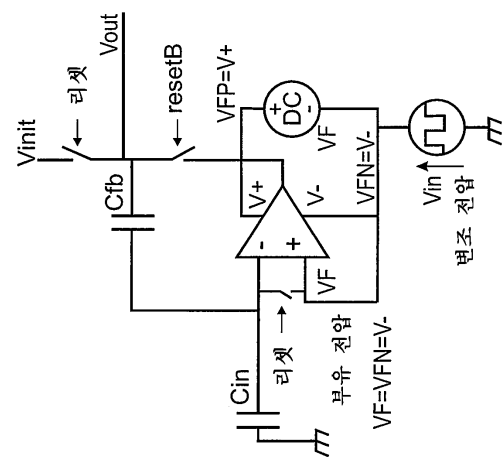 Vinit
리셋
Vout
resetB
Cfb
VFP=V+
V+
V-
+
DC
-
VF
VFN=V-
-
+
VF
Vin
변조 전압
Cin
리셋
부유 전압
VF=VFN=V-